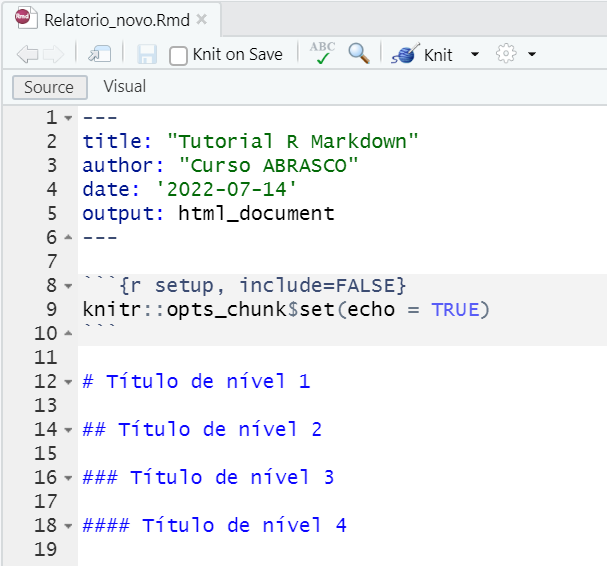 Rmd Relatorio_novo.Rmd ×
Knit on Save ABC Knit
Source Visual
1 ---
2 title: "Tutorial R Markdown"
3 author: "Curso ABRASCO"
4 date: '2022-07-14'
5 output: html_document
6 ---
7
8 ```{r setup, include=FALSE}
9 knitr::opts_chunk$set(echo = TRUE)
10 ```
11
12 # Título de nível 1
13
14 ## Título de nível 2
15
16 ### Título de nível 3
17
18 #### Título de nível 4
19